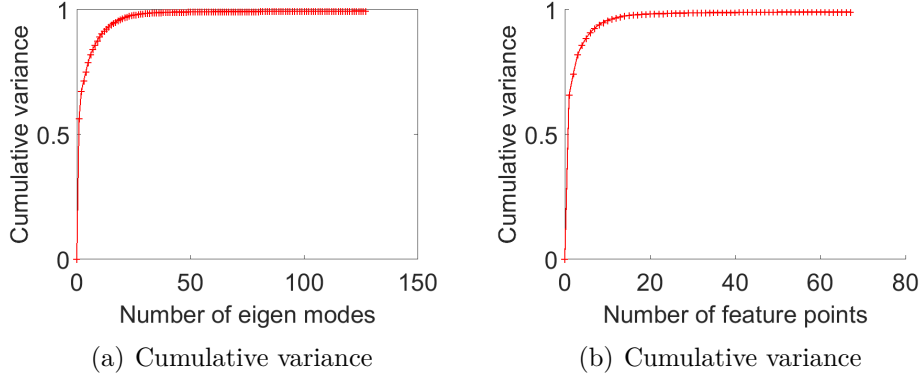 Cumulative variance
1
0.5
0
0
50
100
150
Number of eigen modes
(a) Cumulative variance
Cumulative variance
1
0.5
0
0
20
40
60
80
Number of feature points
(b) Cumulative variance